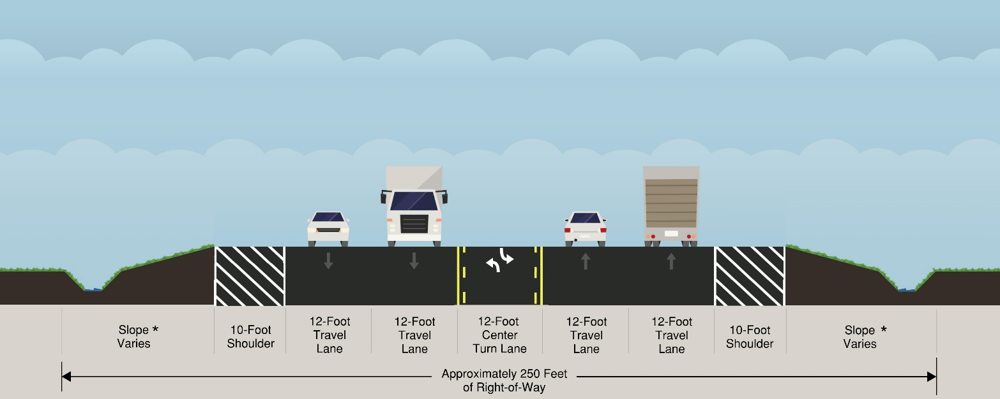 Slope *
Varies
10-Foot
Shoulder
12-Foot
Travel
Lane
12-Foot
Travel
Lane
12-Foot
Center
Turn Lane
12-Foot
Travel
Lane
12-Foot
Travel
Lane
10-Foot
Shoulder
Slope *
Varies
Approximately 250 Feet
of Right-of-Way